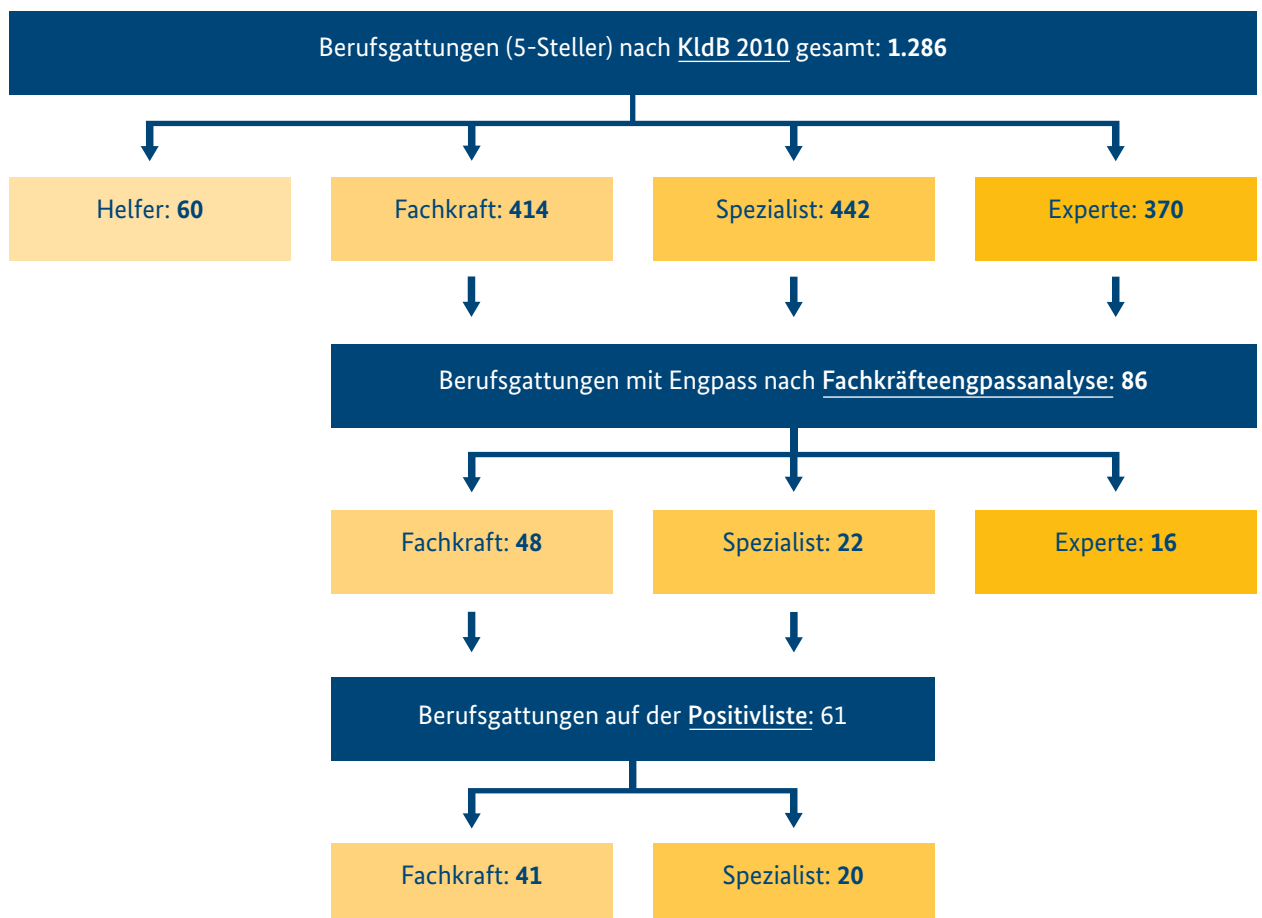 Berufsgattungen (5-Steller) nach KldB 2010 gesamt: 1.286
Helfer: 60
Fachkraft: 414
Spezialist: 442
Experte: 370
Berufsgattungen mit Engpass nach Fachkräfteengpassanalyse: 86
Fachkraft: 48
Spezialist: 22
Experte: 16
Berufsgattungen auf der Positivliste: 61
Fachkraft: 41
Spezialist: 20